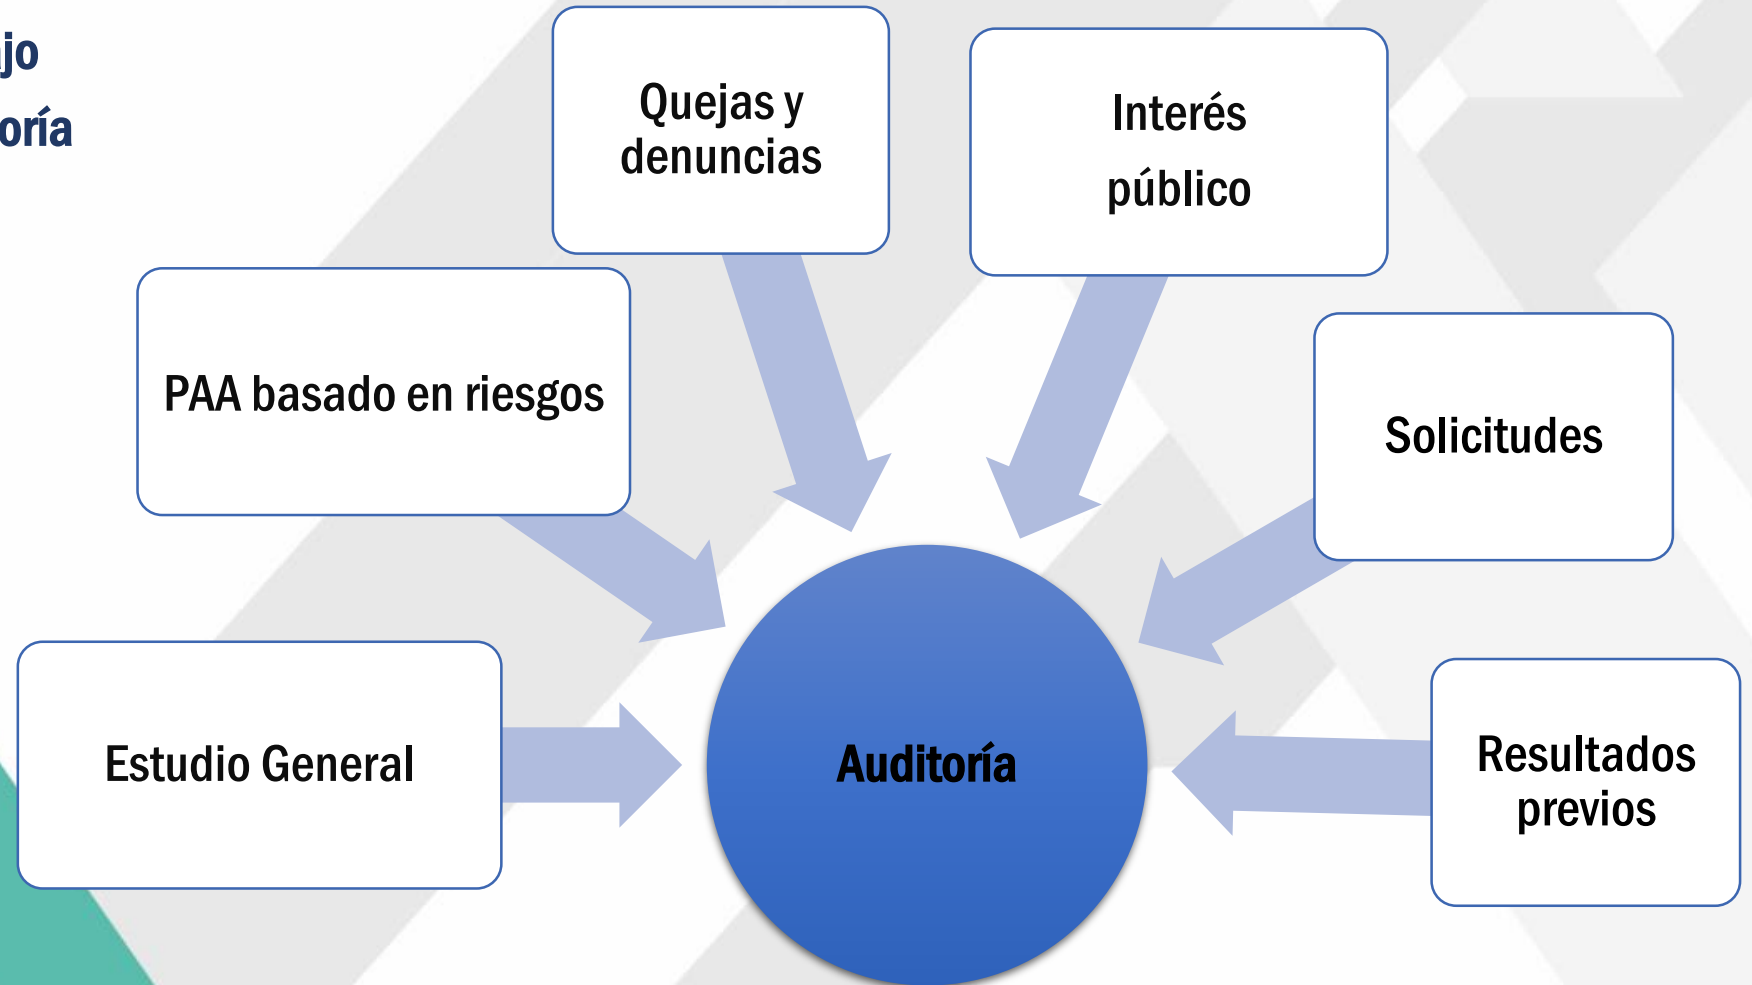 Quejas y
denuncias
Interés
público
PAA basado en riesgos
Solicitudes
Estudio General
Auditoría
Resultados
previos